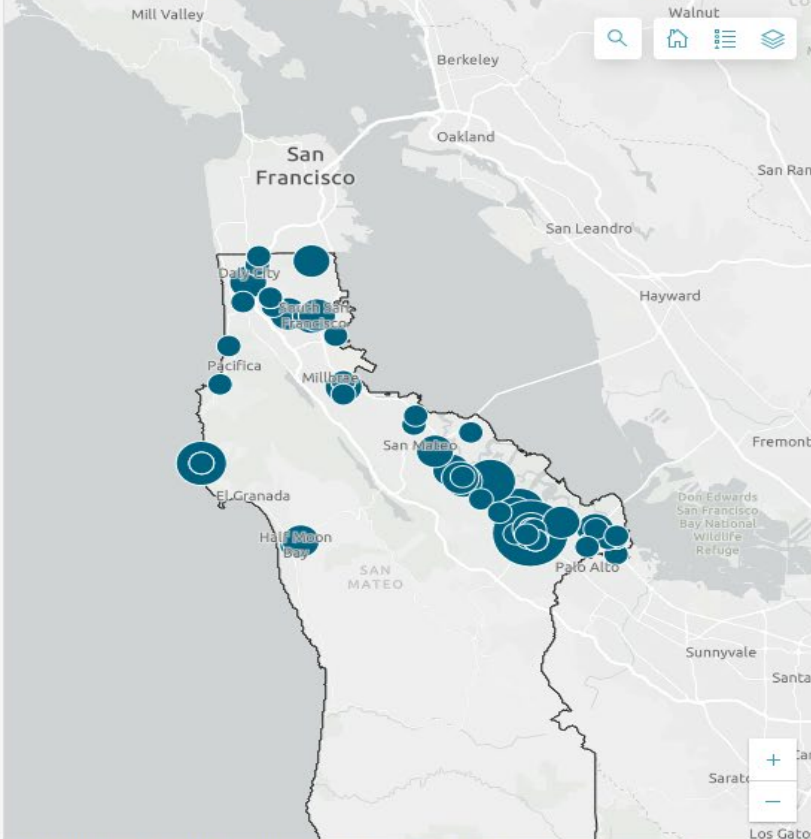 Mill Valley
Walnut
Berkeley
Oakland
San
Francisco
San Ran
San Leandro
Daly City
Hayward
South San
Francisco
Pacifica
Millbrae
San Mateo
Fremont
El Granada
Don Edwards
San Francisco
Bay National
Wildlife
Refuge
Half Moon
Bay
Palo Alto
SAN
MATEO
Sunnyvale
Santa
+
Sarato
−
Los Gato